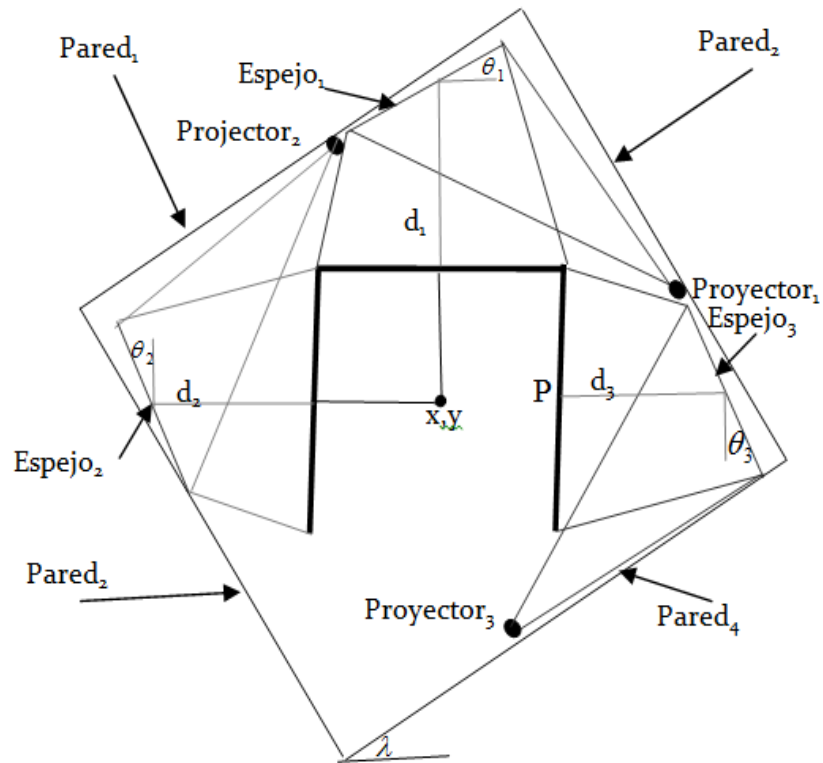 Pared₁
Pared₂
θ₁
Espejo₁
Projector₂
d₁
Proyector₁
Espejo₃
θ₂
d₂
P
d₃
x,y
Espejo₂
θ₃
Pared₂
Proyector₃
Pared₄
λ